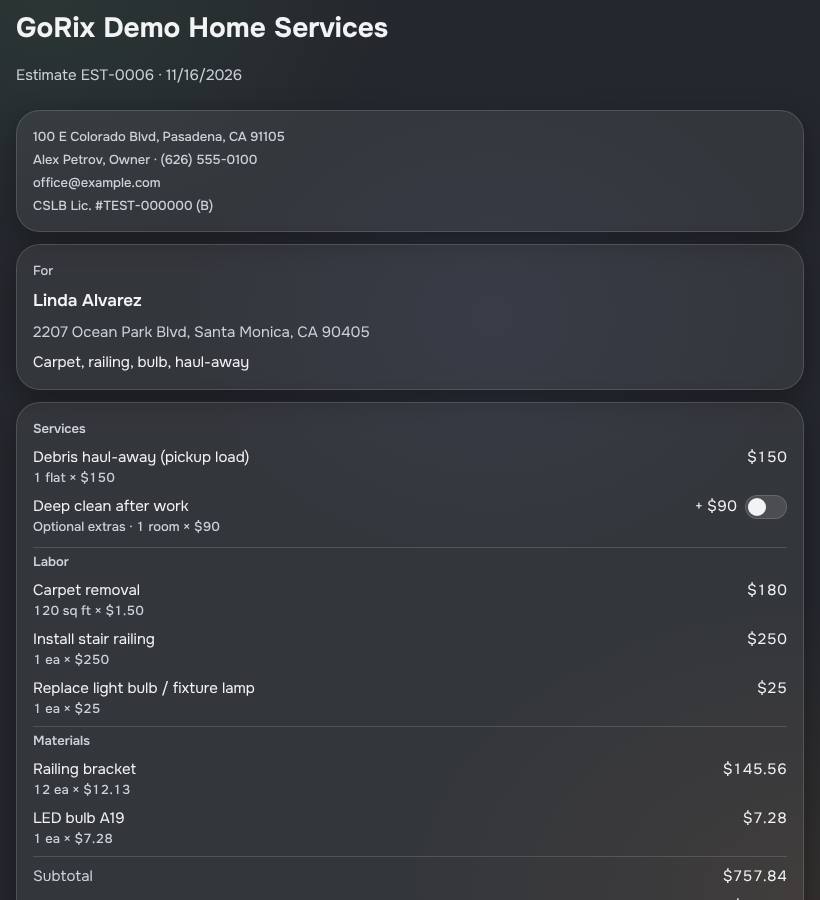 GoRix Demo Home Services
Estimate EST-0006 · 11/16/2026
100 E Colorado Blvd, Pasadena, CA 91105
Alex Petrov, Owner · (626) 555-0100
office@example.com
CSLB Lic. #TEST-000000 (B)
For
Linda Alvarez
2207 Ocean Park Blvd, Santa Monica, CA 90405
Carpet, railing, bulb, haul-away
Services
Debris haul-away (pickup load) $150
1 flat × $150
Deep clean after work + $90
Optional extras · 1 room × $90
Labor
Carpet removal $180
120 sq ft × $1.50
Install stair railing $250
1 ea × $250
Replace light bulb / fixture lamp $25
1 ea × $25
Materials
Railing bracket $145.56
12 ea × $12.13
LED bulb A19 $7.28
1 ea × $7.28
Subtotal $757.84